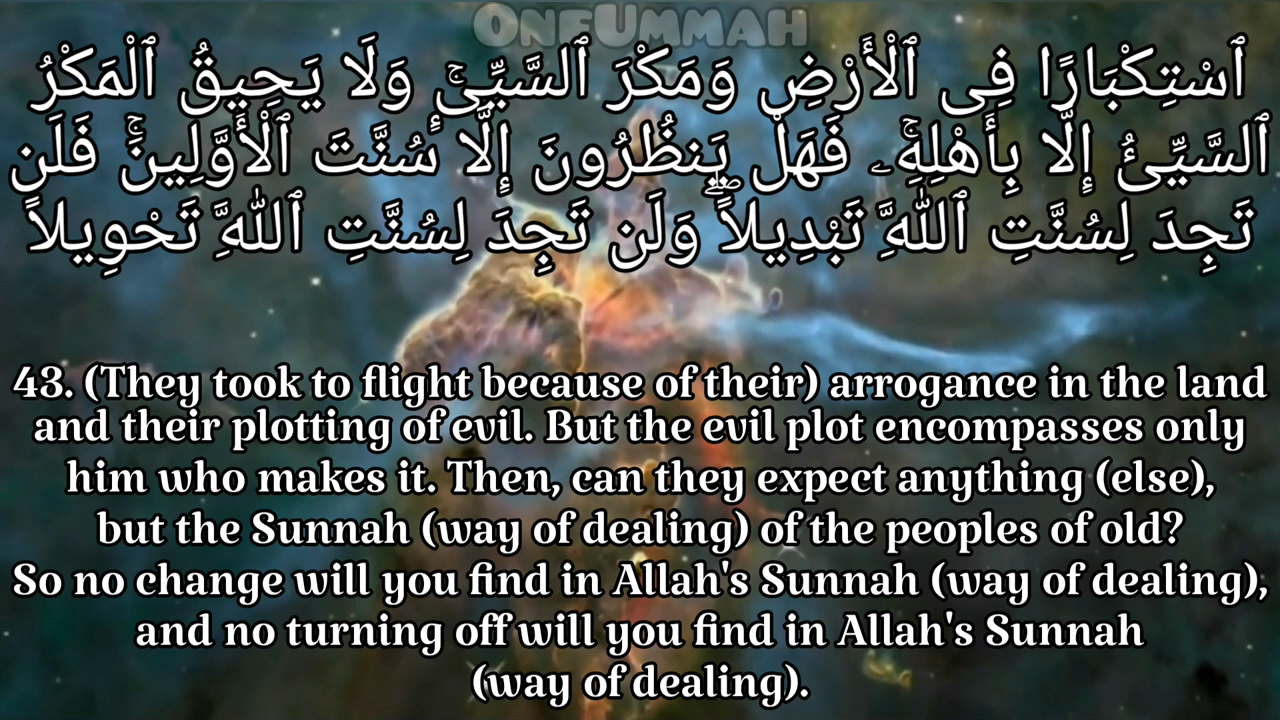 OneUmmah
ٱسْتِكْبَارًا فِى ٱلْأَرْضِ وَمَكْرَ ٱلسَّيِّئِۚ وَلَا يَحِيقُ ٱلْمَكْرُ
ٱلسَّيِّئُ إِلَّا بِأَهْلِهِۦۚ فَهَلْ يَنظُرُونَ إِلَّا سُنَّتَ ٱلْأَوَّلِينَۚ فَلَن
تَجِدَ لِسُنَّتِ ٱللَّهِ تَبْدِيلاًۖ وَلَن تَجِدَ لِسُنَّتِ ٱللَّهِ تَحْوِيلاً
43. (They took to flight because of their) arrogance in the land
and their plotting of evil. But the evil plot encompasses only
him who makes it. Then, can they expect anything (else),
but the Sunnah (way of dealing) of the peoples of old?
So no change will you find in Allah's Sunnah (way of dealing),
and no turning off will you find in Allah's Sunnah
(way of dealing).